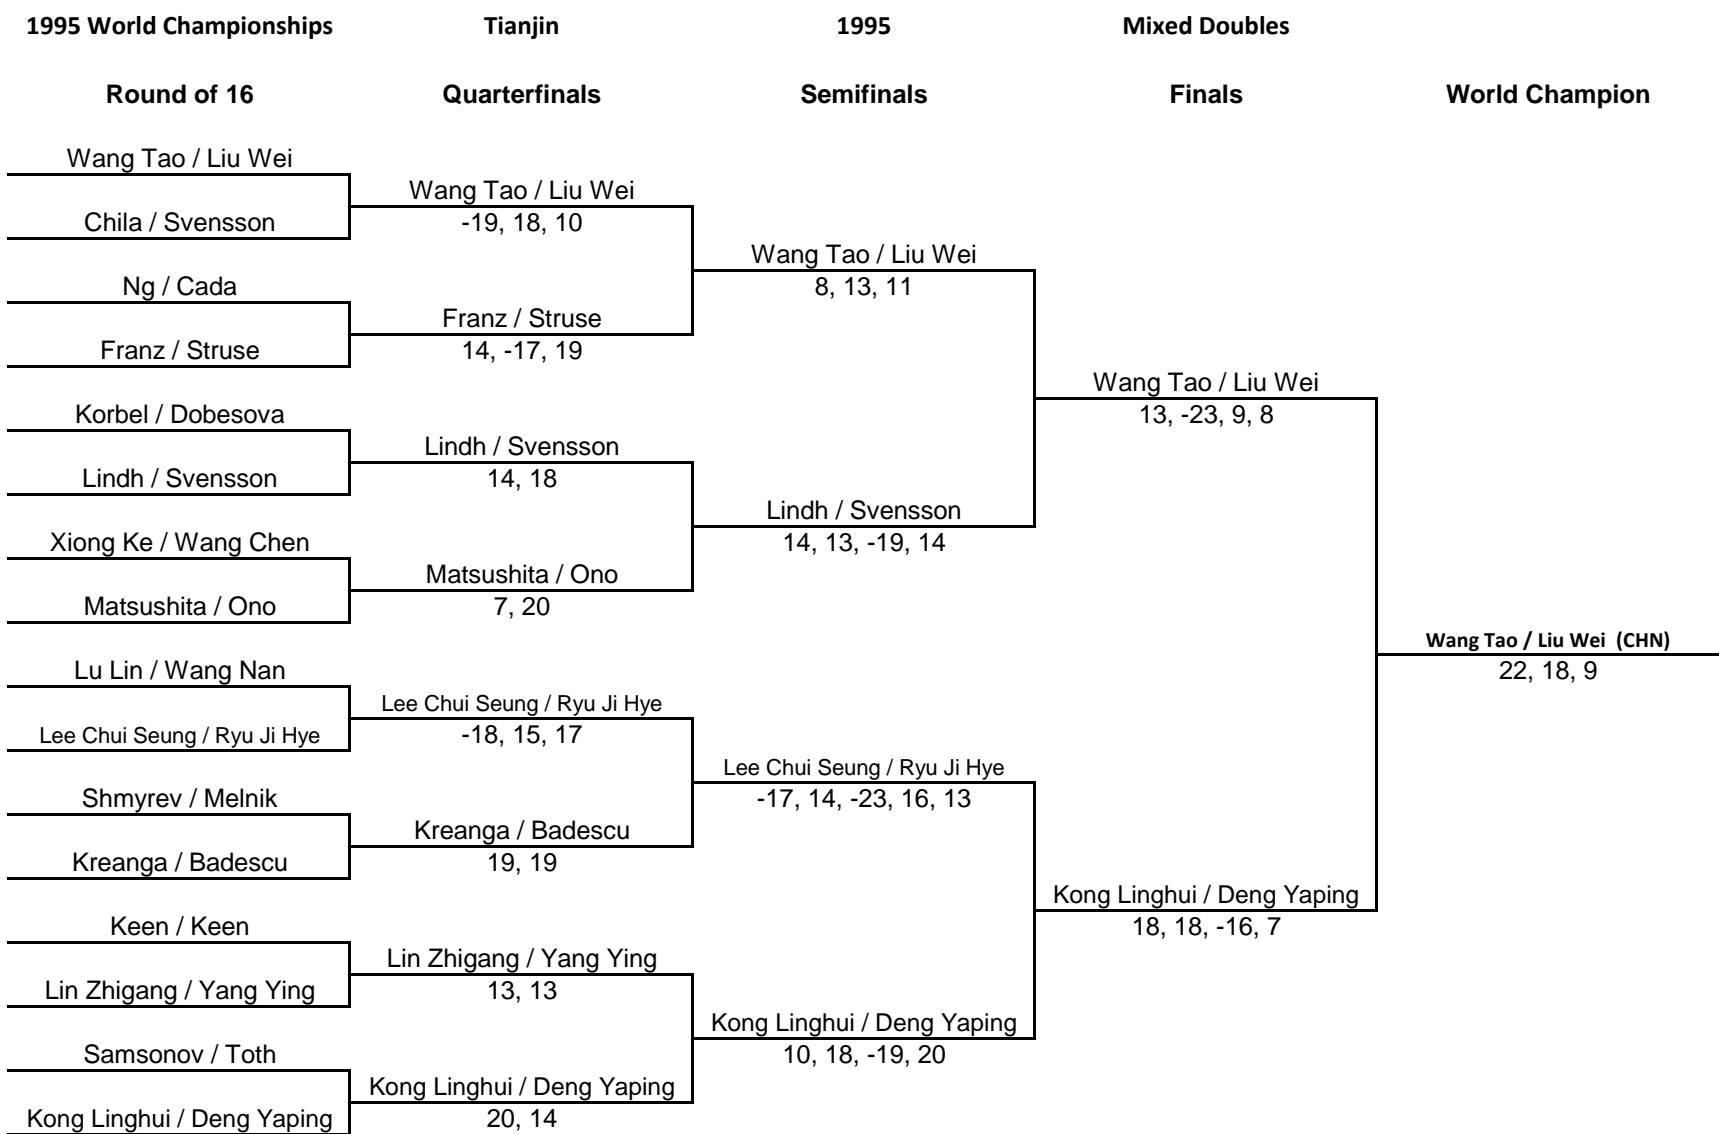 1995 World Championships Tianjin 1995 Mixed Doubles
Round of 16 Quarterfinals Semifinals Finals World Champion
Wang Tao / Liu Wei
Wang Tao / Liu Wei
Chila / Svensson
-19, 18, 10
Wang Tao / Liu Wei
Ng / Cada
8, 13, 11
Franz / Struse
Franz / Struse
14, -17, 19
Wang Tao / Liu Wei
Korbel / Dobesova
13, -23, 9, 8
Lindh / Svensson
Lindh / Svensson
14, 18
Lindh / Svensson
Xiong Ke / Wang Chen
14, 13, -19, 14
Matsushita / Ono
Matsushita / Ono
7, 20
Wang Tao / Liu Wei (CHN)
Lu Lin / Wang Nan
22, 18, 9
Lee Chui Seung / Ryu Ji Hye
Lee Chui Seung / Ryu Ji Hye
-18, 15, 17
Lee Chui Seung / Ryu Ji Hye
Shmyrev / Melnik
-17, 14, -23, 16, 13
Kreanga / Badescu
Kreanga / Badescu
19, 19
Kong Linghui / Deng Yaping
Keen / Keen
18, 18, -16, 7
Lin Zhigang / Yang Ying
Lin Zhigang / Yang Ying
13, 13
Kong Linghui / Deng Yaping
Samsonov / Toth
10, 18, -19, 20
Kong Linghui / Deng Yaping
Kong Linghui / Deng Yaping
20, 14